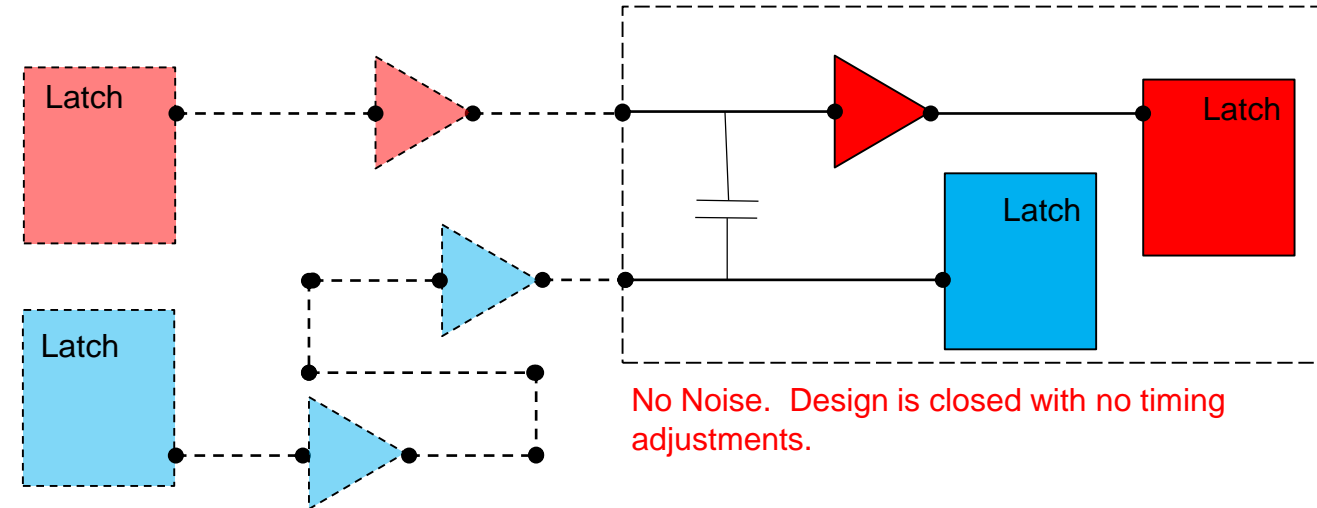 Latch
Latch
Latch
Latch
No Noise.  Design is closed with no timing
adjustments.